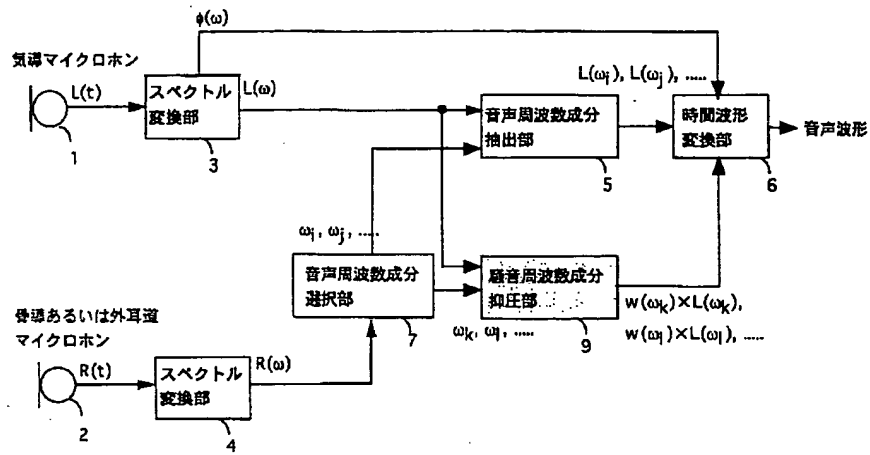 φ(ω)
気導マイクロホン
L(t)
1
スペクトル
変換部
3
L(ω)
音声周波数成分
抽出部
5
L(ωi), L(ωj), .....
時間波形
変換部
6
音声波形
ωi, ωj, .....
音声周波数成分
選択部
7
騒音周波数成分
抑圧部
9
ωk, ωl, .....
w(ωk)×L(ωk),
w(ωl)×L(ωl), .....
骨導あるいは外耳道
マイクロホン
R(t)
2
スペクトル
変換部
4
R(ω)